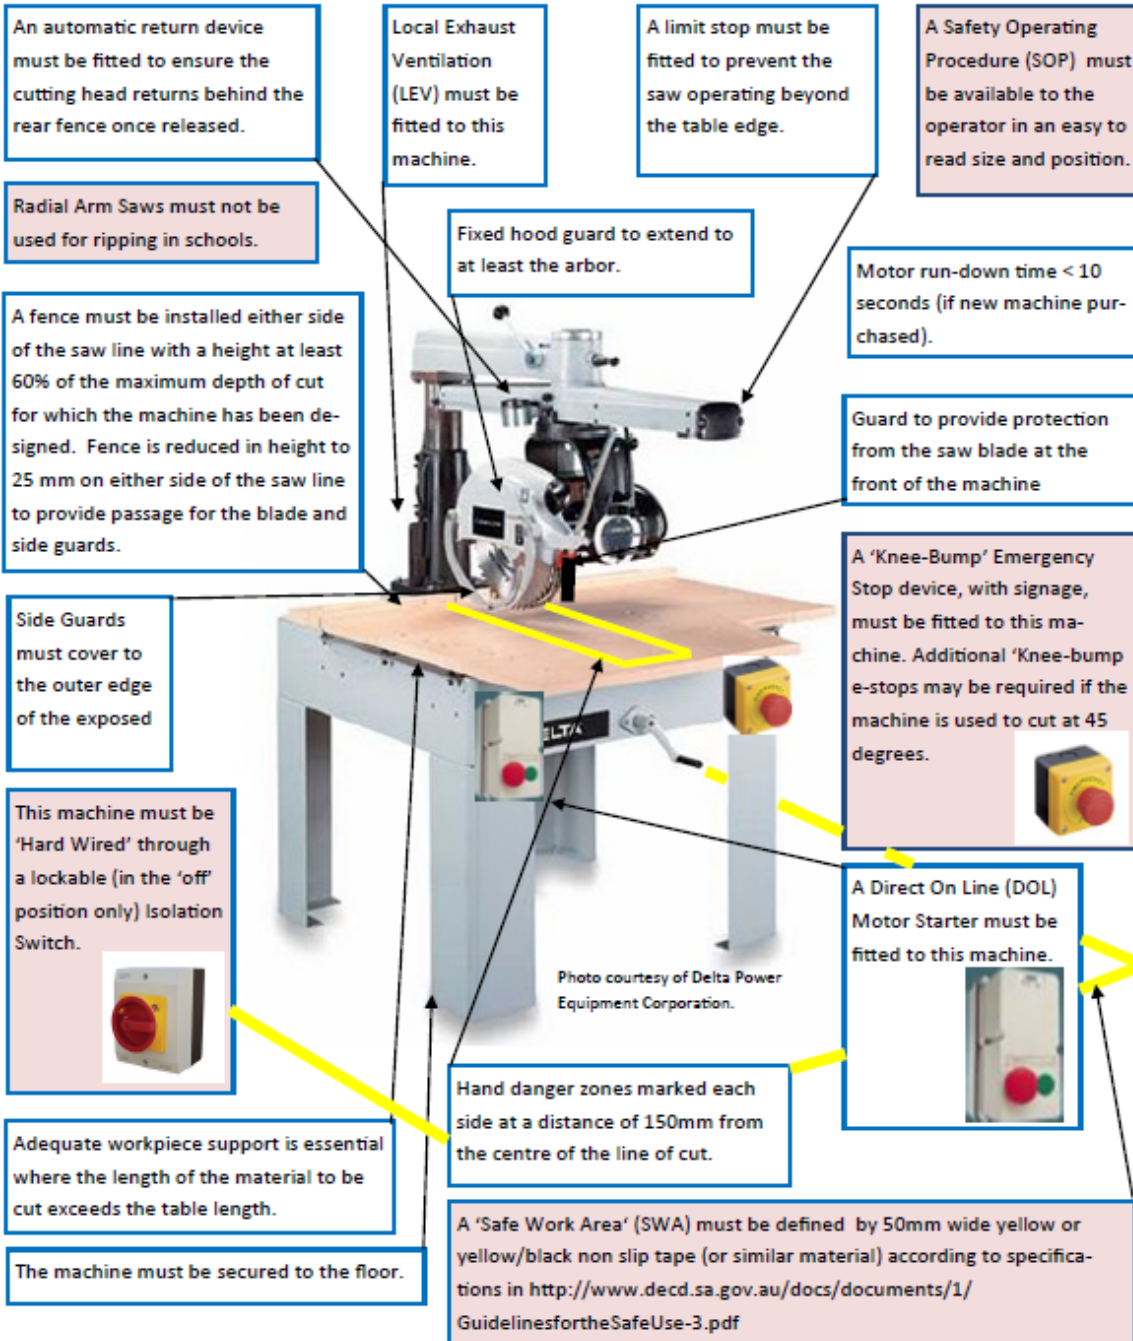 An automatic return device
must be fitted to ensure the
cutting head returns behind the
rear fence once released.
Local Exhaust
Ventilation
(LEV) must be
fitted to this
machine.
A limit stop must be
fitted to prevent the
saw operating beyond
the table edge.
A Safety Operating
Procedure (SOP) must
be available to the
operator in an easy to
read size and position.
Radial Arm Saws must not be
used for ripping in schools.
Fixed hood guard to extend to
at least the arbor.
Motor run-down time < 10
seconds (if new machine pur-
chased).
A fence must be installed either side
of the saw line with a height at least
60% of the maximum depth of cut
for which the machine has been de-
signed. Fence is reduced in height to
25 mm on either side of the saw line
to provide passage for the blade and
side guards.
Guard to provide protection
from the saw blade at the
front of the machine
A 'Knee-Bump' Emergency
Stop device, with signage,
must be fitted to this ma-
chine. Additional 'Knee-bump
e-stops may be required if the
machine is used to cut at 45
degrees.
Side Guards
must cover to
the outer edge
of the exposed
ELTA
This machine must be
'Hard Wired' through
a lockable (in the 'off'
position only) Isolation
Switch.
A Direct On Line (DOL)
Motor Starter must be
fitted to this machine.
Photo courtesy of Delta Power
Equipment Corporation.
Hand danger zones marked each
side at a distance of 150mm from
the centre of the line of cut.
Adequate workpiece support is essential
where the length of the material to be
cut exceeds the table length.
The machine must be secured to the floor.
A 'Safe Work Area' (SWA) must be defined by 50mm wide yellow or
yellow/black non slip tape (or similar material) according to specifica-
tions in http://www.decd.sa.gov.au/docs/documents/1/
GuidelinesfortheSafeUse-3.pdf